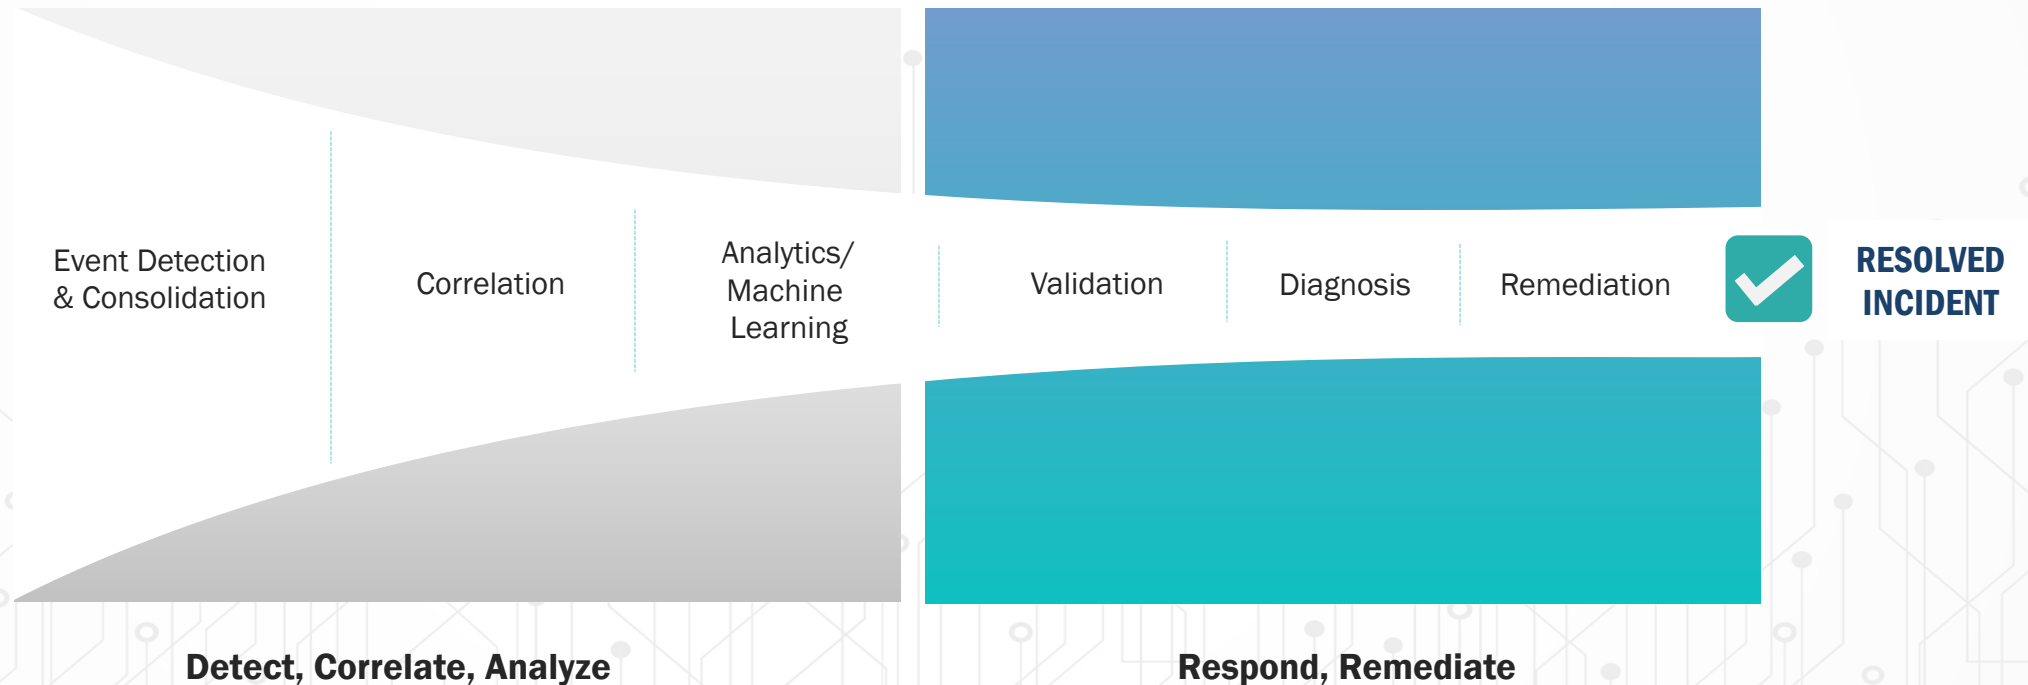 Event Detection
& Consolidation
Correlation
Analytics/
Machine
Learning
Validation
Diagnosis
Remediation
RESOLVED
INCIDENT
Detect, Correlate, Analyze
Respond, Remediate